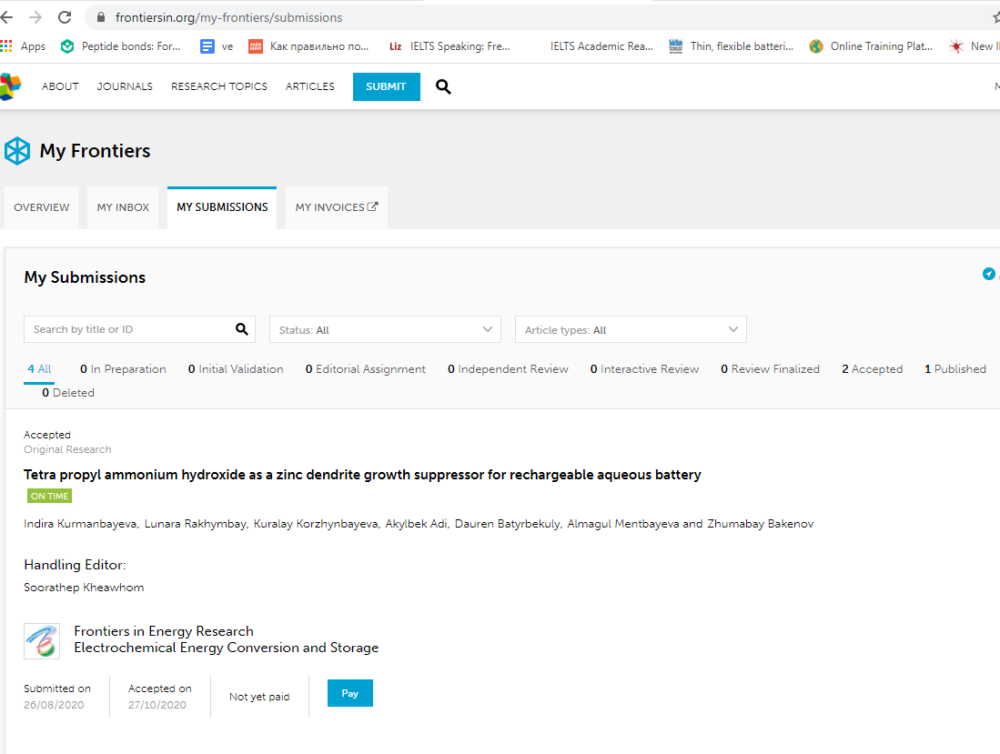 frontiersin.org/my-frontiers/submissions
Apps Peptide bonds: For... ve Как правильно по... Liz IELTS Speaking: Fre... IELTS Academic Rea... Thin, flexible batteri... Online Training Plat... New
ABOUT JOURNALS RESEARCH TOPICS ARTICLES SUBMIT
My Frontiers
OVERVIEW MY INBOX MY SUBMISSIONS MY INVOICES
My Submissions
Search by title or ID Status: All Article types: All
4 All 0 In Preparation 0 Initial Validation 0 Editorial Assignment 0 Independent Review 0 Interactive Review 0 Review Finalized 2 Accepted 1 Published
0 Deleted
Accepted
Original Research
Tetra propyl ammonium hydroxide as a zinc dendrite growth suppressor for rechargeable aqueous battery
ON TIME
Indira Kurmanbayeva, Lunara Rakhymbay, Kuralay Korzhynbayeva, Akylbek Adi, Dauren Batyrbekuly, Almagul Mentbayeva and Zhumabay Bakenov
Handling Editor:
Soorathep Kheawhom
Frontiers in Energy Research
Electrochemical Energy Conversion and Storage
Submitted on Accepted on Not yet paid Pay
26/08/2020 27/10/2020